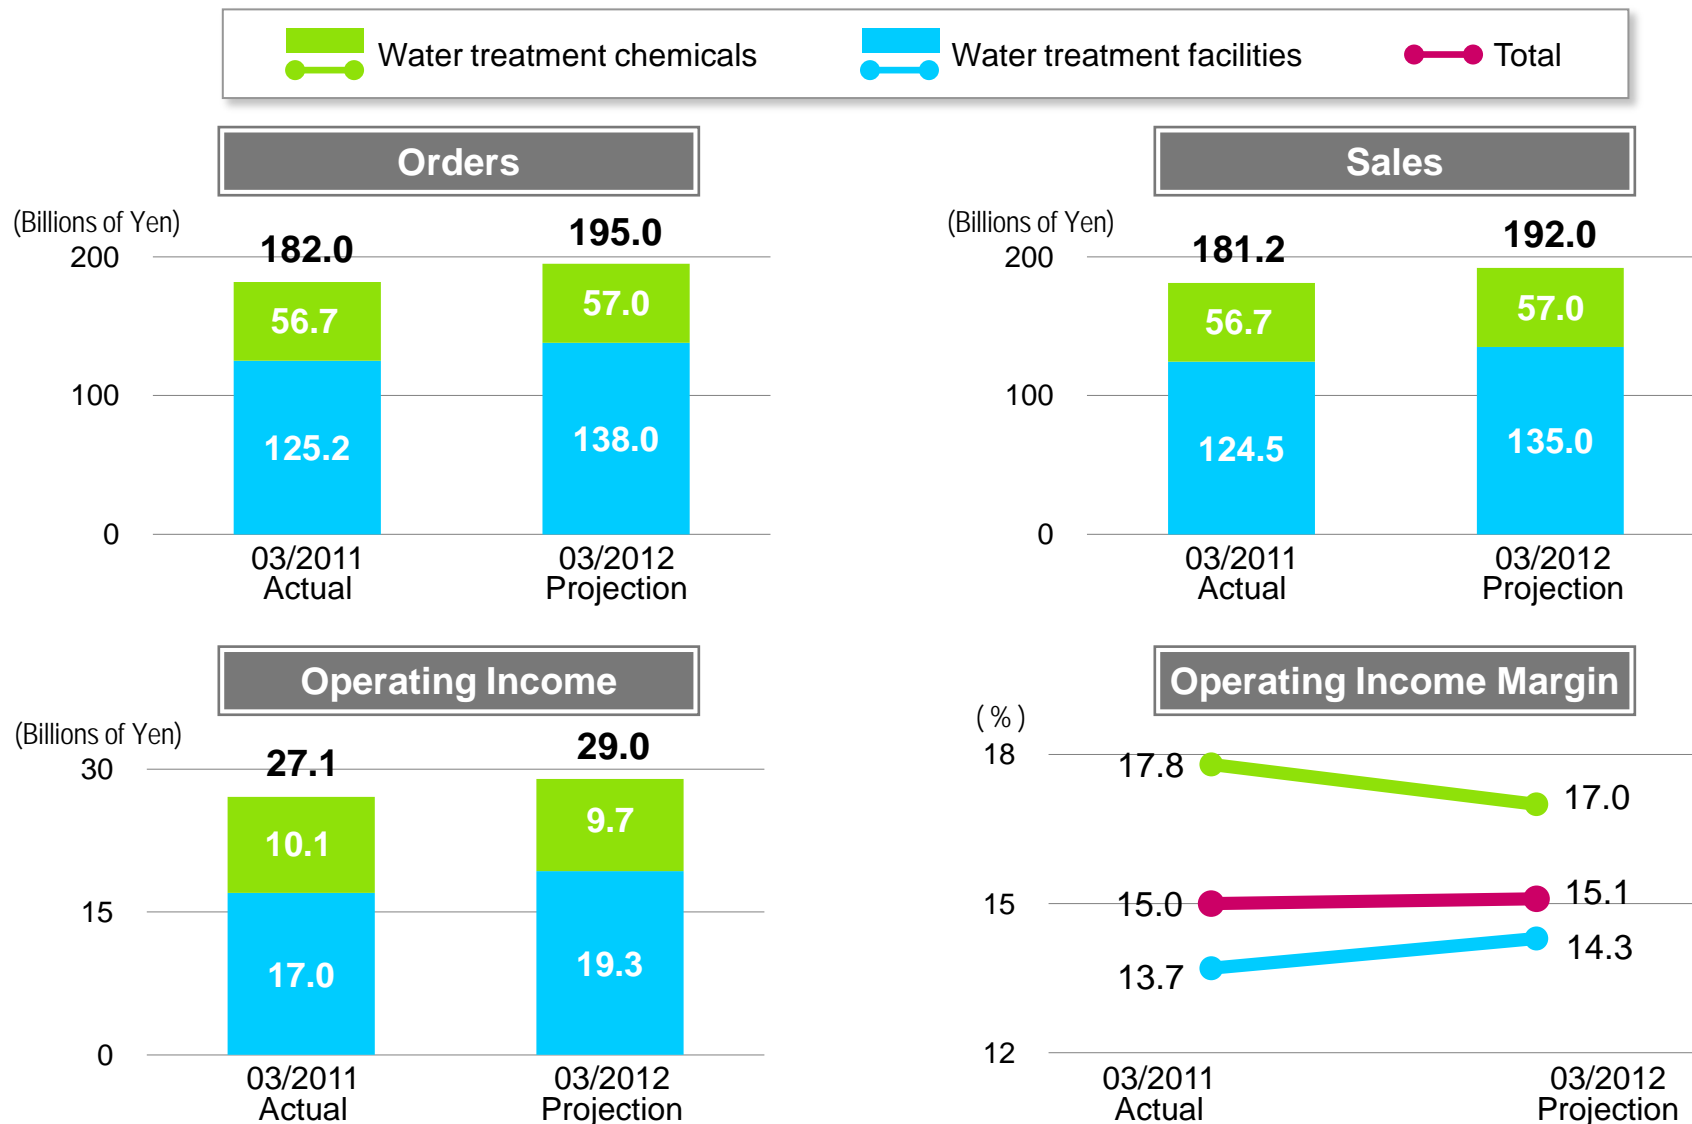 Water treatment chemicals
Water treatment facilities
Total
Orders
(Billions of Yen)
200
100
0
182.0
56.7
125.2
195.0
57.0
138.0
03/2011
Actual
03/2012
Projection
Sales
(Billions of Yen)
200
100
0
181.2
56.7
124.5
192.0
57.0
135.0
03/2011
Actual
03/2012
Projection
Operating Income
(Billions of Yen)
30
15
0
27.1
10.1
17.0
29.0
9.7
19.3
03/2011
Actual
03/2012
Projection
Operating Income Margin
( % )
18
15
12
17.8
17.0
15.0
15.1
13.7
14.3
03/2011
Actual
03/2012
Projection